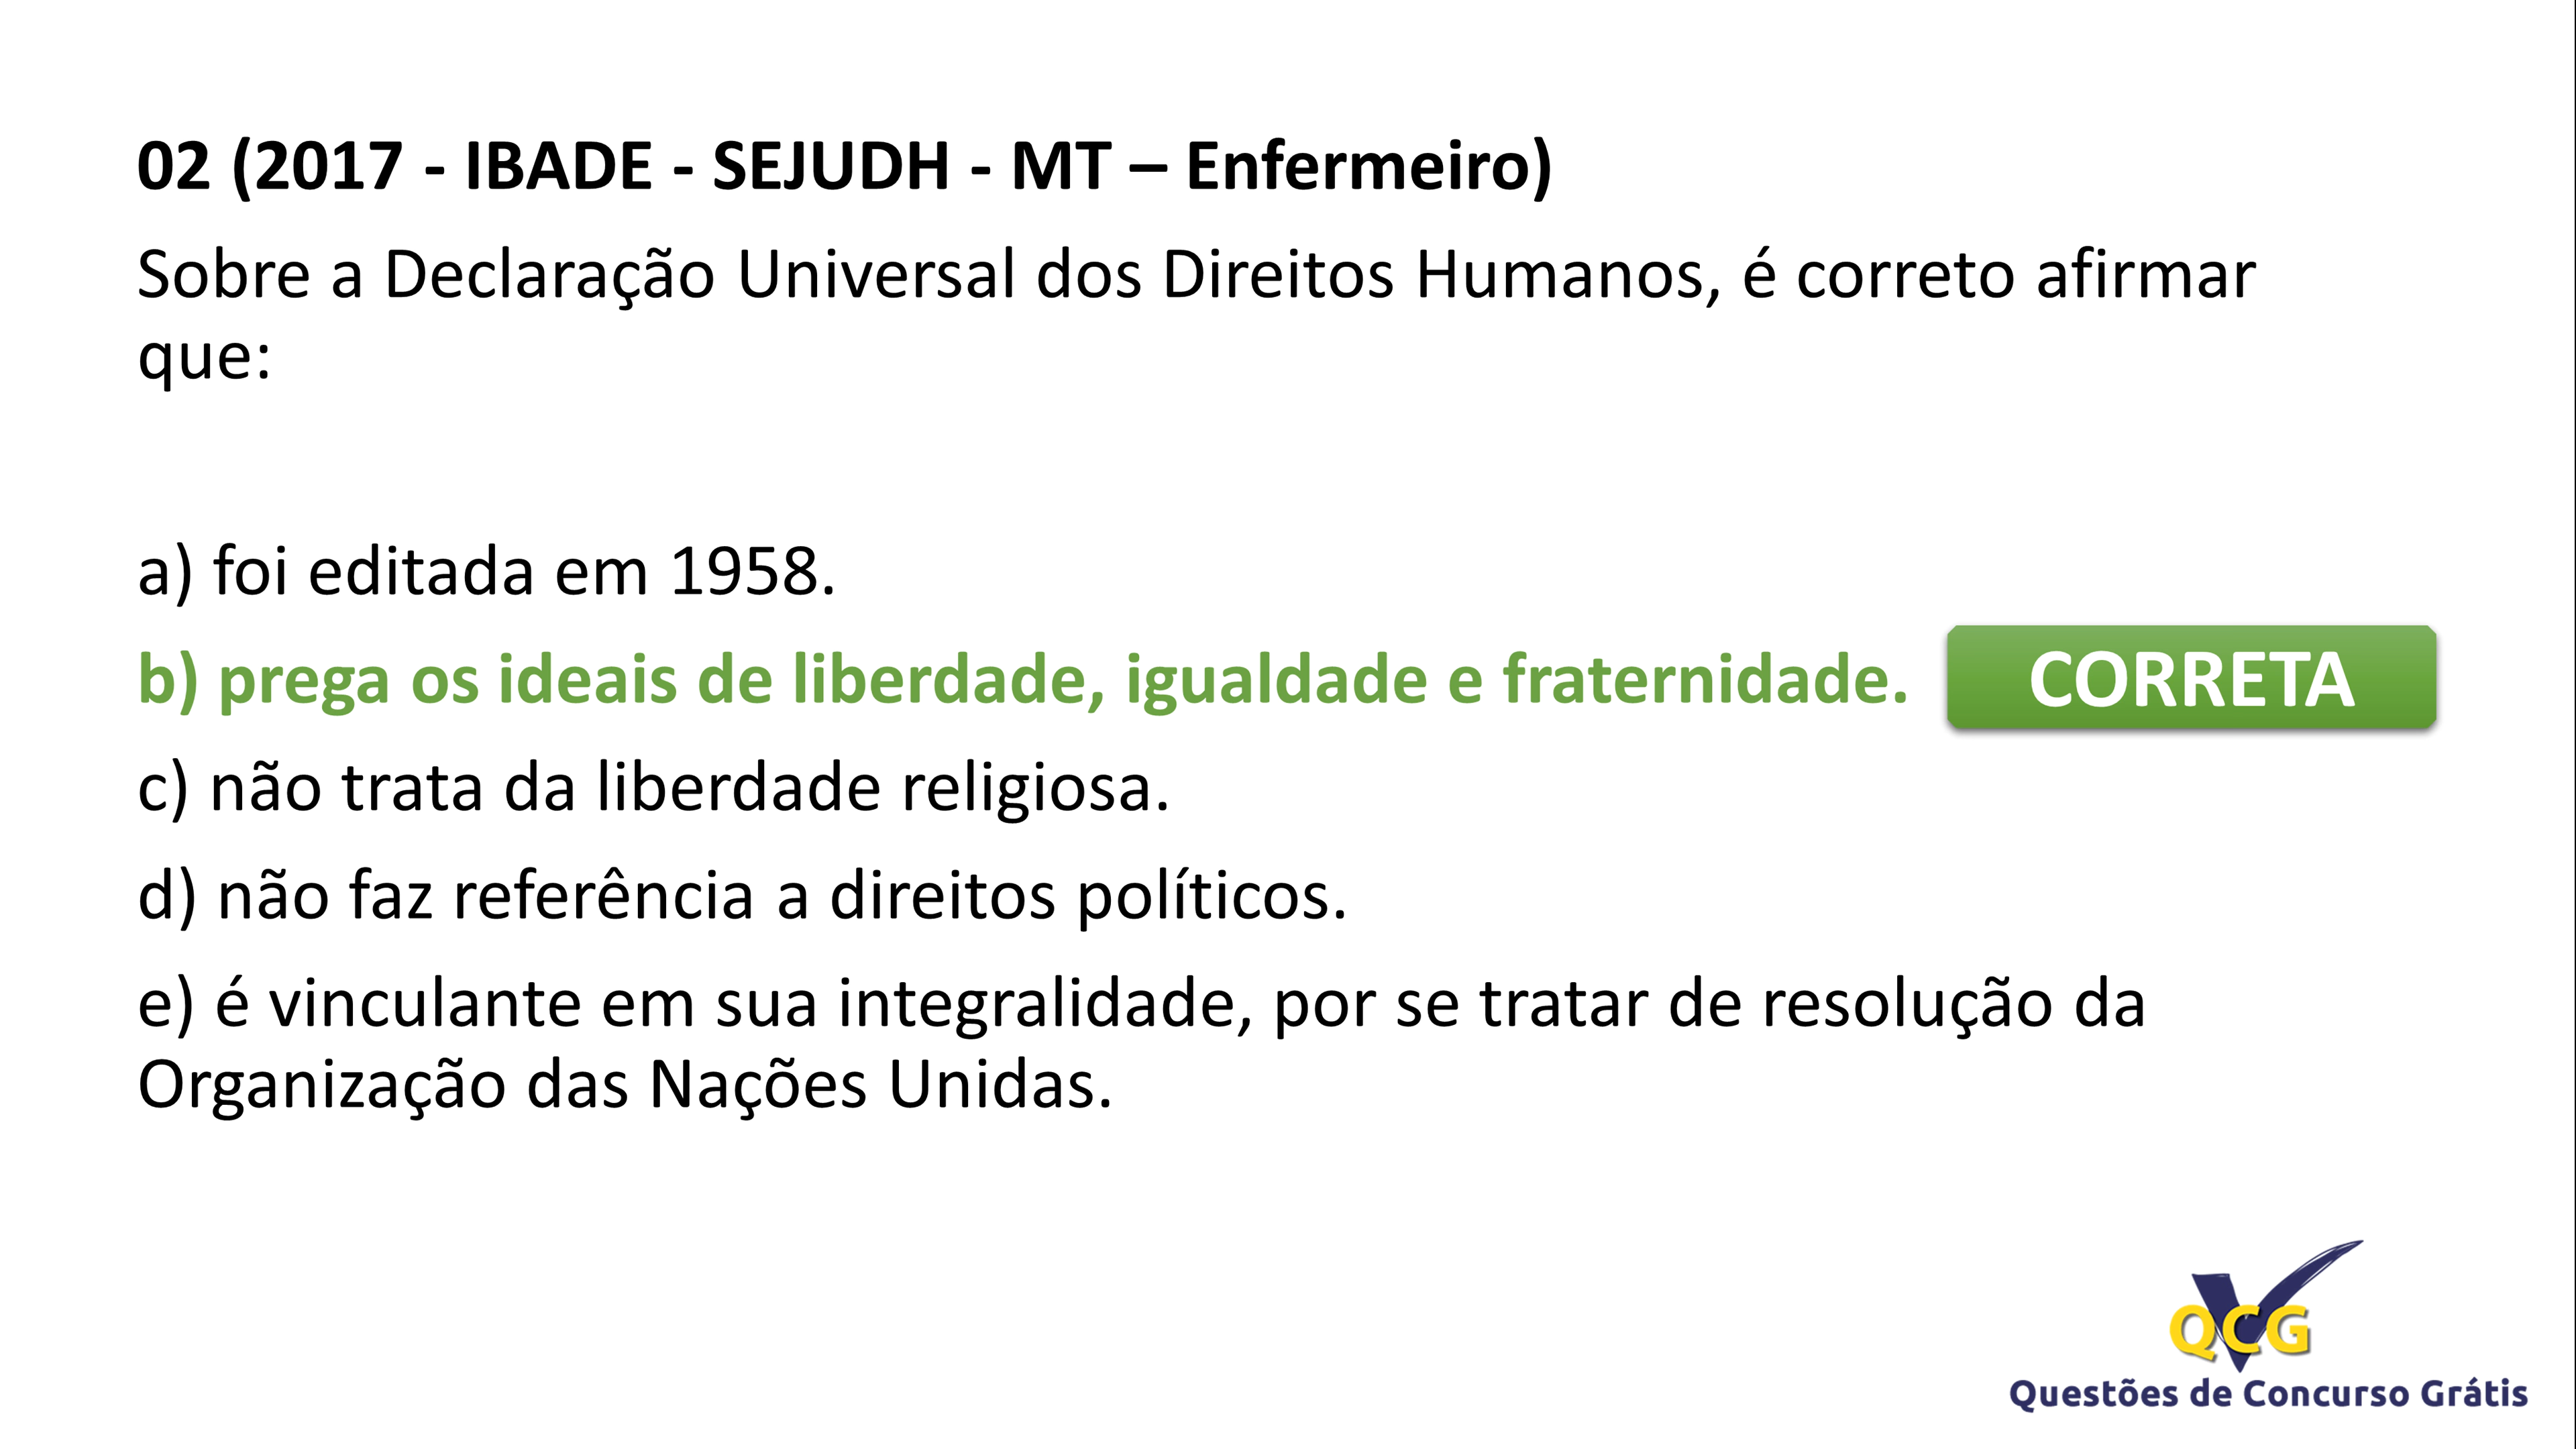 02 (2017 - IBADE - SEJUDH - MT – Enfermeiro)
Sobre a Declaração Universal dos Direitos Humanos, é correto afirmar
que:
a) foi editada em 1958.
b) prega os ideais de liberdade, igualdade e fraternidade. CORRETA
c) não trata da liberdade religiosa.
d) não faz referência a direitos políticos.
e) é vinculante em sua integralidade, por se tratar de resolução da
Organização das Nações Unidas.
QCG
Questões de Concurso Grátis